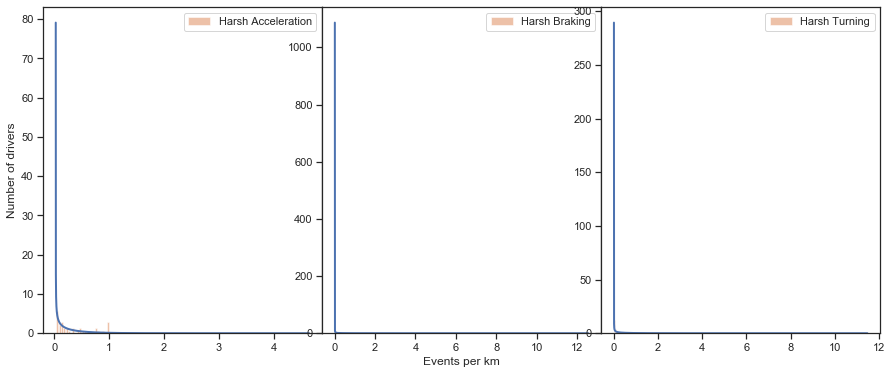 Harsh Acceleration
Harsh Braking
Harsh Turning
Number of drivers
80
70
60
50
40
30
20
10
0
0 1 2 3 4
1000
800
600
400
200
0
0 2 4 6 8 10 12
300
250
200
150
100
50
0
0 2 4 6 8 10 12
Events per km